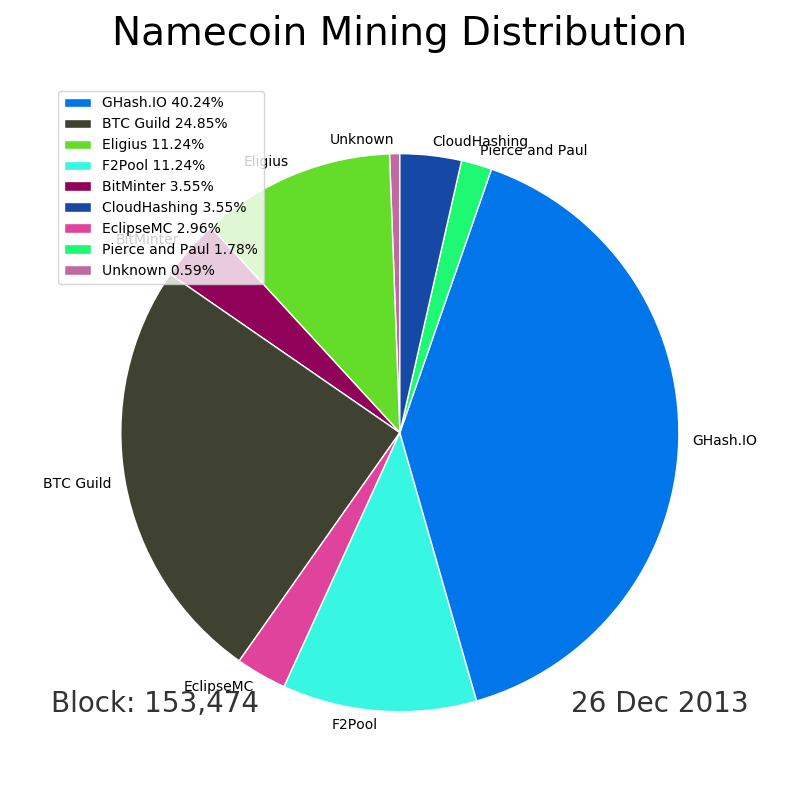 Namecoin Mining Distribution
GHash.IO 40.24%
BTC Guild 24.85%
Eligius 11.24%
F2Pool 11.24%
BitMinter 3.55%
CloudHashing 3.55%
EclipseMC 2.96%
Pierce and Paul 1.78%
Unknown 0.59%
Unknown
CloudHashing
Pierce and Paul
Eligius
BitMinter
GHash.IO
BTC Guild
EclipseMC
F2Pool
Block: 153,474
26 Dec 2013